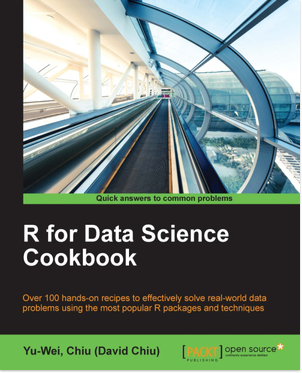 Quick answers to common problems
R for Data Science
Cookbook
Over 100 hands-on recipes to effectively solve real-world data
problems using the most popular R packages and techniques
Yu-Wei, Chiu (David Chiu)
[PACKT]
PUBLISHING
open source*